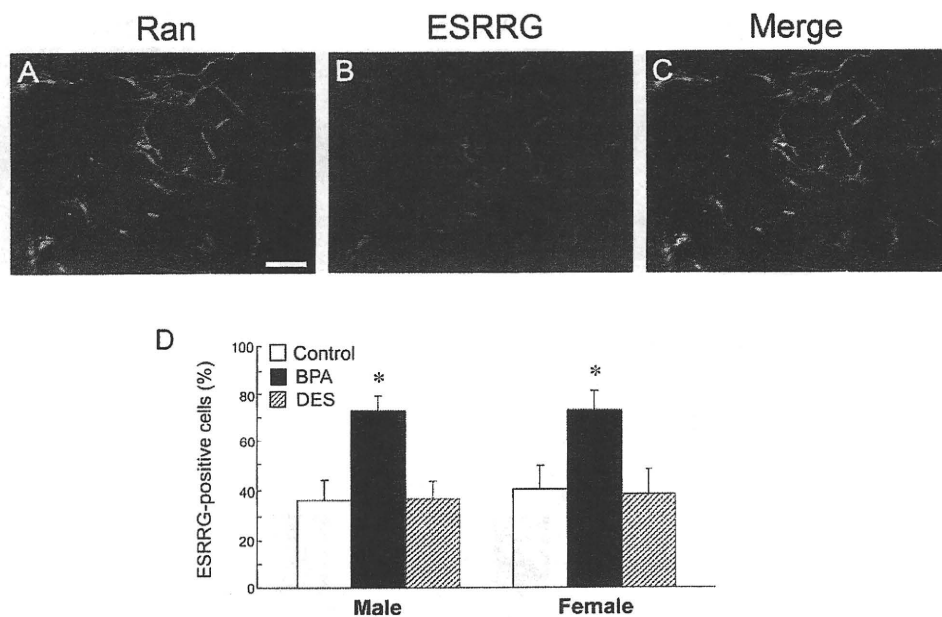 Ran ESRRG Merge
A B C
D
ESRRG-positive cells (%)
100
80
60
40
20
0
Control
BPA
DES
* *
Male Female